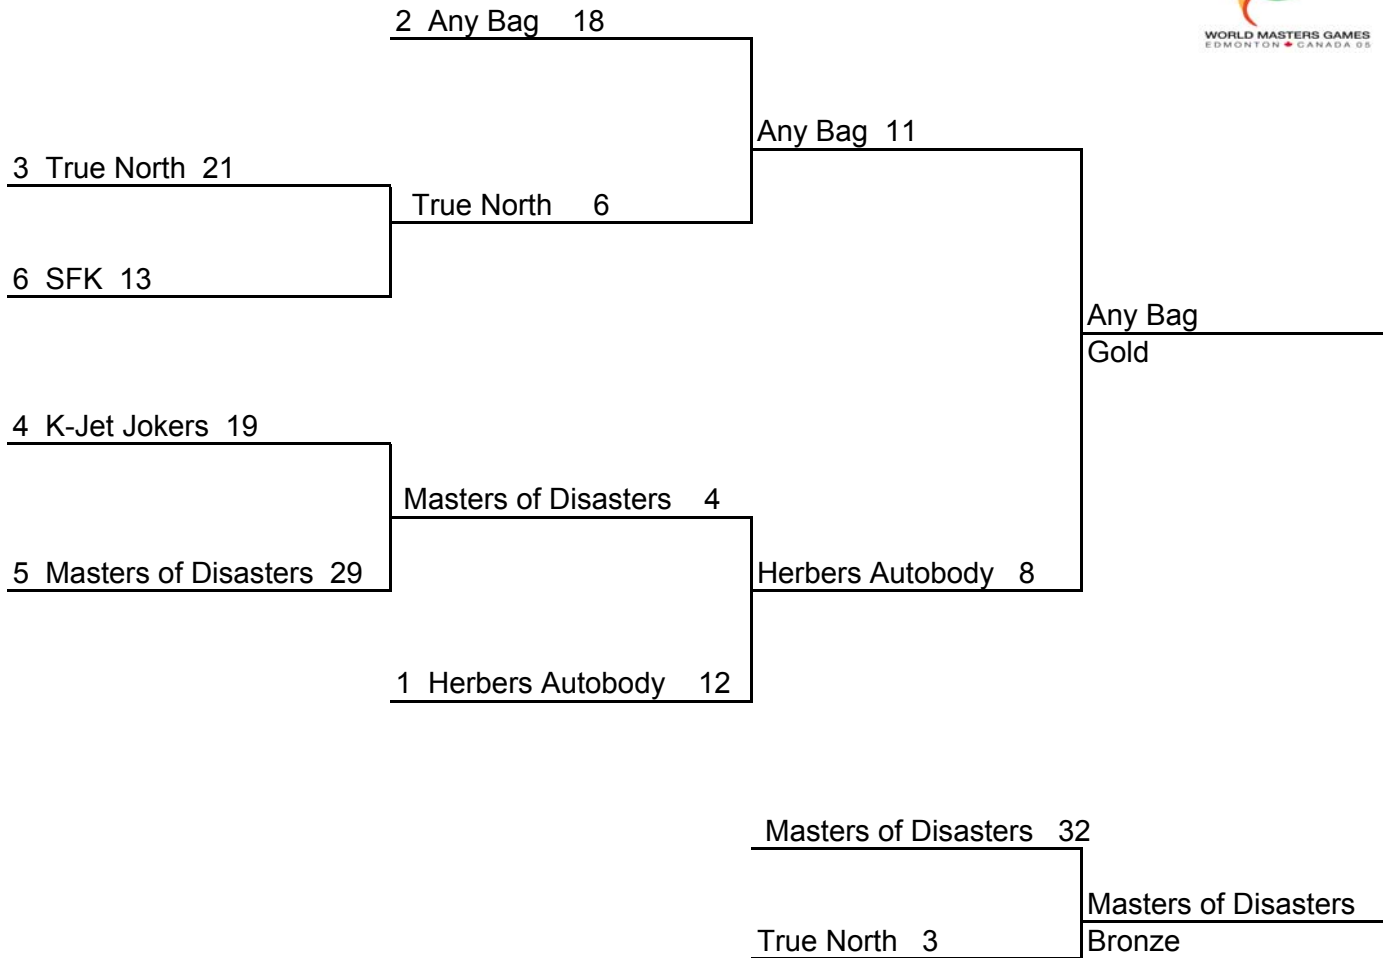 2 Any Bag 18
WORLD MASTERS GAMES
EDMONTON CANADA 05
Any Bag 11
3 True North 21
True North 6
6 SFK 13
Any Bag
Gold
4 K-Jet Jokers 19
Masters of Disasters 4
5 Masters of Disasters 29
Herbers Autobody 8
1 Herbers Autobody 12
Masters of Disasters 32
Masters of Disasters
True North 3
Bronze